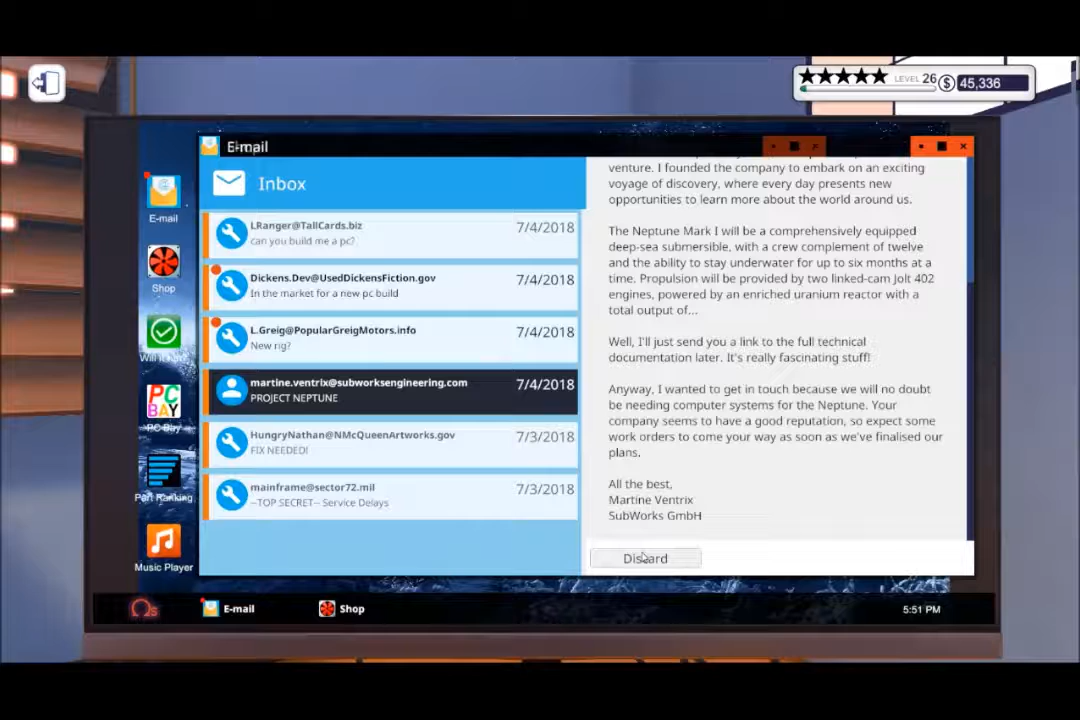 LEVEL 26
$ 45,336
E-mail
Inbox
LRanger@TallCards.biz 7/4/2018
can you build me a pc?
Dickens.Dev@UsedDickensFiction.gov 7/4/2018
In the market for a new pc build
L.Greig@PopularGreigMotors.info 7/4/2018
New rig?
martine.ventrix@subworksengineering.com 7/4/2018
PROJECT NEPTUNE
HungryNathan@NMcQueenArtworks.gov 7/3/2018
FIX NEEDED!
mainframe@sector72.mil 7/3/2018
--TOP SECRET-- Service Delays
venture. I founded the company to embark on an exciting
voyage of discovery, where every day presents new
opportunities to learn more about the world around us.
The Neptune Mark I will be a comprehensively equipped
deep-sea submersible, with a crew complement of twelve
and the ability to stay underwater for up to six months at a
time. Propulsion will be provided by two linked-cam Jolt 402
engines, powered by an enriched uranium reactor with a
total output of...
Well, I'll just send you a link to the full technical
documentation later. It's really fascinating stuff!
Anyway, I wanted to get in touch because we will no doubt
be needing computer systems for the Neptune. Your
company seems to have a good reputation, so expect some
work orders to come your way as soon as we've finalised our
plans.
All the best,
Martine Ventrix
SubWorks GmbH
Discard
E-mail
Shop
PC
BAY
PC Bay
Part Ranking
Music Player
E-mail
Shop
5:51 PM